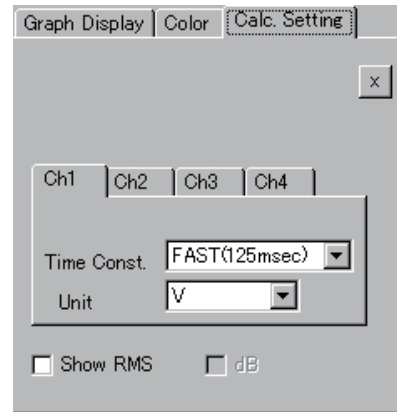 Graph Display Color Calc. Setting
x
Ch1 Ch2 Ch3 Ch4
Time Const. FAST(125msec)
Unit V
Show RMS dB